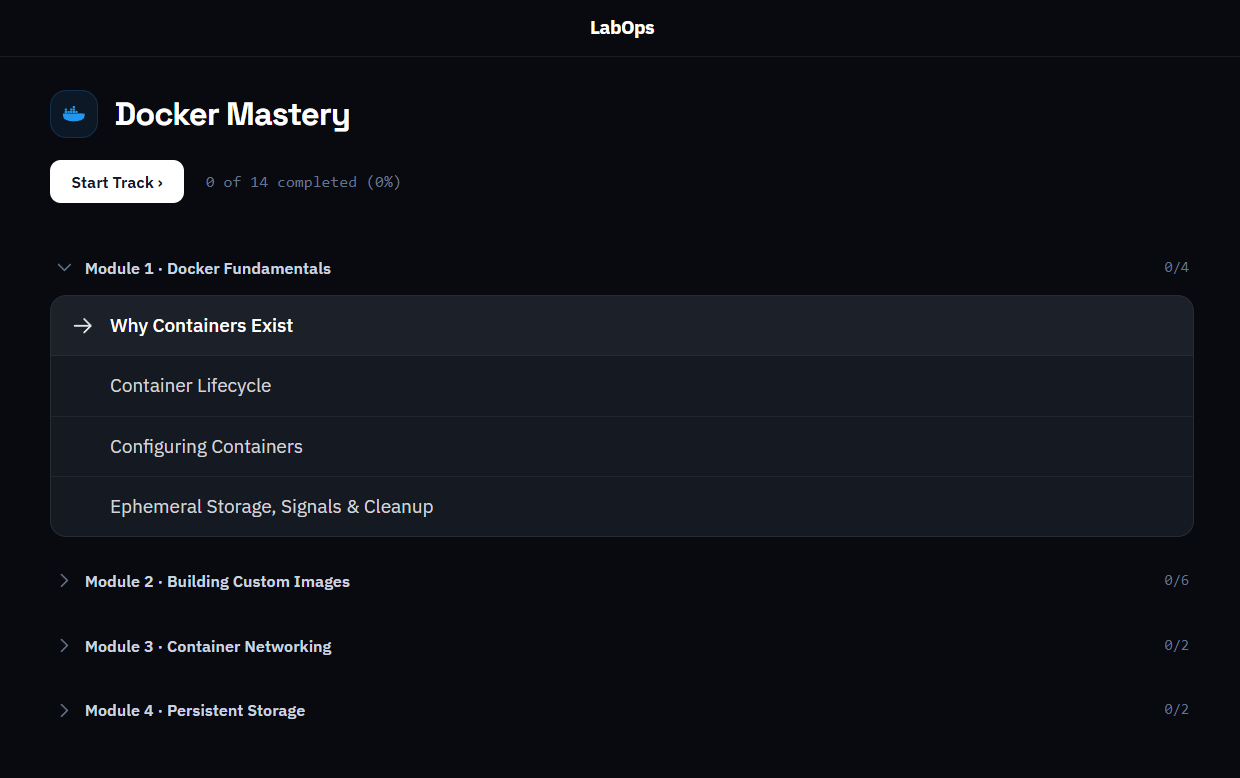 LabOps
Docker Mastery
Start Track ›
0 of 14 completed (0%)
Module 1 · Docker Fundamentals
0/4
Why Containers Exist
Container Lifecycle
Configuring Containers
Ephemeral Storage, Signals & Cleanup
Module 2 · Building Custom Images
0/6
Module 3 · Container Networking
0/2
Module 4 · Persistent Storage
0/2